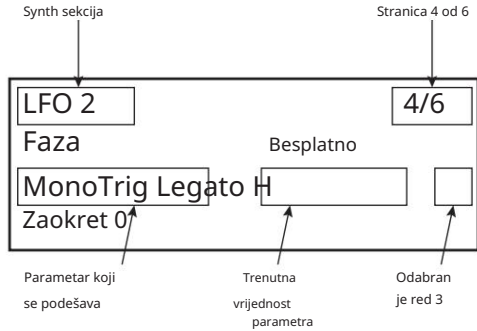 Synth sekcija
Stranica 4 od 6
LFO 2
4/6
Faza
Besplatno
MonoTrig Legato H
Zaokret 0
Parametar koji
se podešava
Trenutna
vrijednost
parametra
Odabran
je red 3